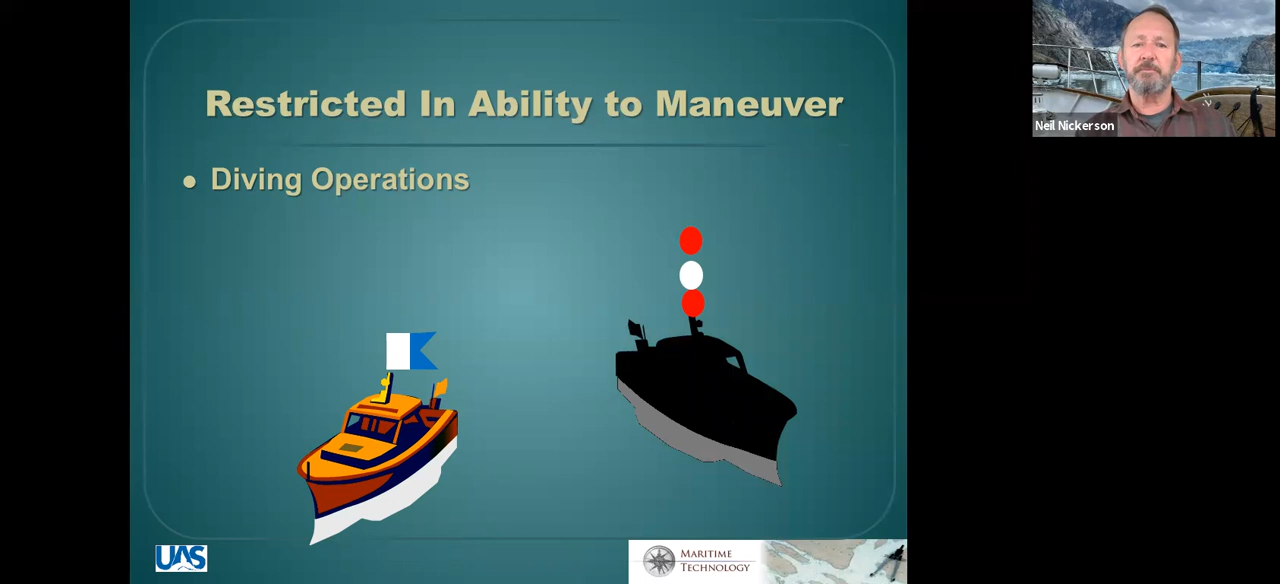 Restricted In Ability to Maneuver
Diving Operations
Neil Nickerson
UAS
MARITIME
TECHNOLOGY